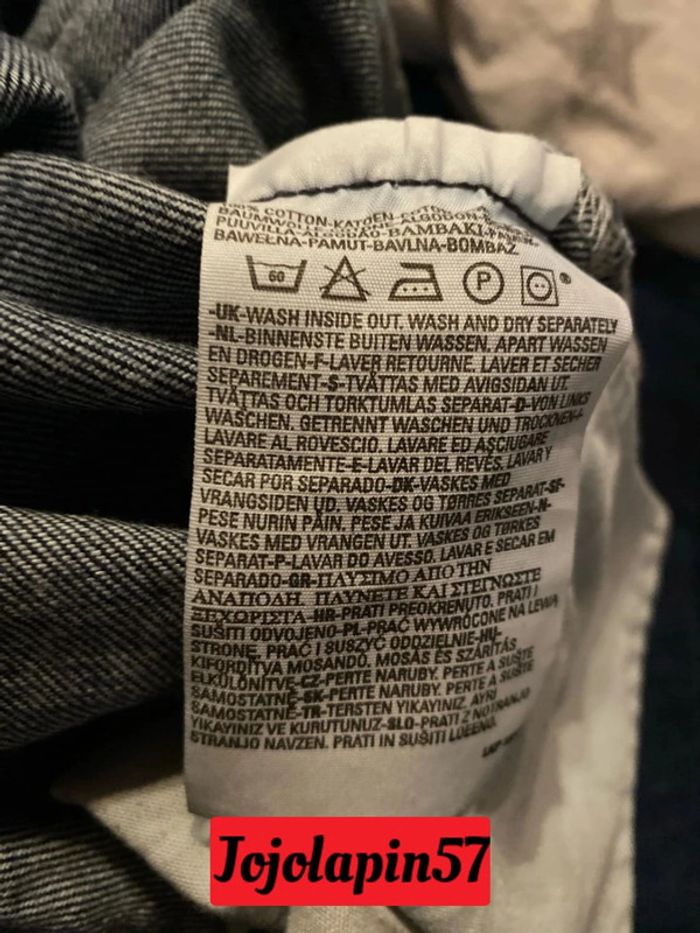 COTTON-KATOEN-
BAUMWOLLE-
PUUVILLA-ALGODÃO-BAMBAKI-PAMUK-
BAWEŁNA-PAMUT-BAVLNA-BOMBAŽ
60 P ®
-UK-WASH INSIDE OUT. WASH AND DRY SEPARATELY
-NL-BINNENSTE BUITEN WASSEN. APART WASSEN
EN DROGEN-F-LAVER RETOURNE. LAVER ET SECHER
SEPAREMENT-S-TVÄTTAS MED AVIGSIDAN UT.
TVÄTTAS OCH TORKTUMLAS SEPARAT-D-VON LINKS
WASCHEN. GETRENNT WASCHEN UND TROCKNEN-I-
LAVARE AL ROVESCIO. LAVARE ED ASCIUGARE
SEPARATAMENTE-E-LAVAR DEL REVÉS. LAVAR Y
SECAR POR SEPARADO-DK-VASKES MED
VRANGSIDEN UD. VASKES OG TØRRES SEPARAT-SF-
PESE NURIN PÄIN. PESE JA KUIVAA ERIKSEEN-N-
VASKES MED VRANGEN UT. VASKES OG TØRKES
SEPARAT-P-LAVAR DO AVESSO. LAVAR E SECAR EM
SEPARADO-GR-ΠΛΥΣΙΜΟ ΑΠΟ ΤΗΝ
ΑΝΑΠΟΔΗ. ΠΛΥΝΕΤΕ ΚΑΙ ΣΤΕΓΝΩΣΤΕ
ΞΕΧΩΡΙΣΤΑ-HR-PRATI PREOKRENUTO. PRATI I
SUŠITI ODVOJENO-PL-PRAĆ WYWRÓCONE NA LEWĄ
STRONĘ. PRAĆ I SUSZYĆ ODDZIELNIE-HU-
KIFORDÍTVA MOSANDÓ. MOSÁS ÉS SZÁRÍTÁS
ELKÜLÖNÍTVE-CZ-PERTE NARUBY. PERTE A SUŠTE
SAMOSTATNĚ-SK-PERTE NARUBY. PERTE A SUŠTE
SAMOSTATNE-TR-TERSTEN YIKAYINIZ. AYRI
YIKAYINIZ VE KURUTUNUZ-SLO-PRATI Z NOTRANJO
STRANJO NAVZEN. PRATI IN SUŠITI LOČENO.
Jojolapin57